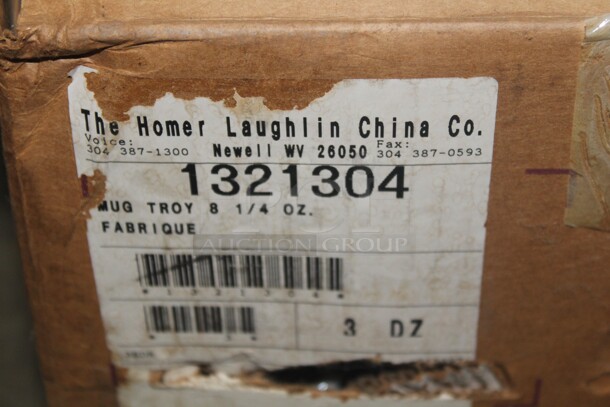 The Homer Laughlin China Co.
Voice: Fax:
304 387-1300 Newell WV 26050 304 387-0593
1321304
MUG TROY 8 1/4 OZ.
FABRIQUE
AUCTION GROUP
*1321304*
3 DZ